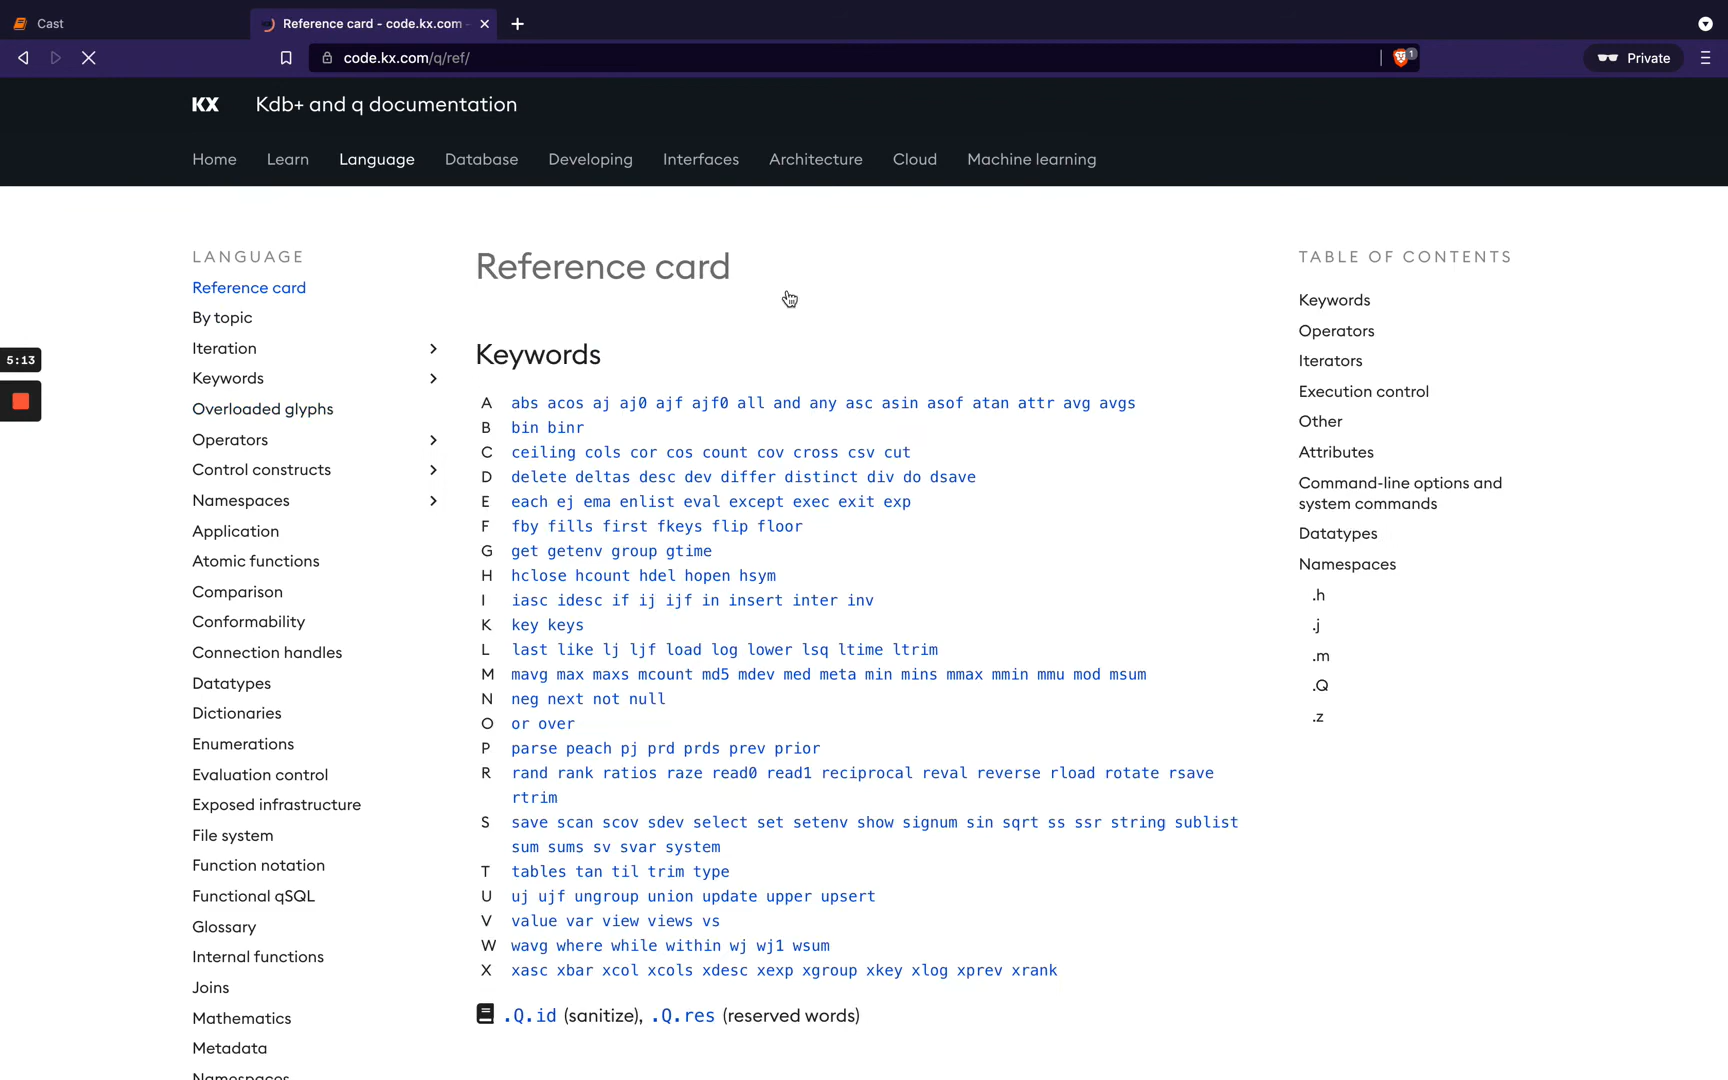 Cast
Reference card - code.kx.com -
code.kx.com/q/ref/
1
Private
KX Kdb+ and q documentation
Home Learn Language Database Developing Interfaces Architecture Cloud Machine learning
5:13
LANGUAGE
Reference card
By topic
Iteration
Keywords
Overloaded glyphs
Operators
Control constructs
Namespaces
Application
Atomic functions
Comparison
Conformability
Connection handles
Datatypes
Dictionaries
Enumerations
Evaluation control
Exposed infrastructure
File system
Function notation
Functional qSQL
Glossary
Internal functions
Joins
Mathematics
Metadata
Namespaces
Reference card
Keywords
A abs acos aj aj0 ajf ajf0 all and any asc asin asof atan attr avg avgs
B bin binr
C ceiling cols cor cos count cov cross csv cut
D delete deltas desc dev differ distinct div do dsave
E each ej ema enlist eval except exec exit exp
F fby fills first fkeys flip floor
G get getenv group gtime
H hclose hcount hdel hopen hsym
I iasc idesc if ij ijf in insert inter inv
K key keys
L last like lj ljf load log lower lsq ltime ltrim
M mavg max maxs mcount md5 mdev med meta min mins mmax mmin mmu mod msum
N neg next not null
O or over
P parse peach pj prd prds prev prior
R rand rank ratios raze read0 read1 reciprocal reval reverse rload rotate rsave
rtrim
S save scan scov sdev select set setenv show signum sin sqrt ss ssr string sublist
sum sums sv svar system
T tables tan til trim type
U uj ujf ungroup union update upper upsert
V value var view views vs
W wavg where while within wj wj1 wsum
X xasc xbar xcol xcols xdesc xexp xgroup xkey xlog xprev xrank
.Q.id (sanitize), .Q.res (reserved words)
TABLE OF CONTENTS
Keywords
Operators
Iterators
Execution control
Other
Attributes
Command-line options and
system commands
Datatypes
Namespaces
.h
.j
.m
.Q
.z